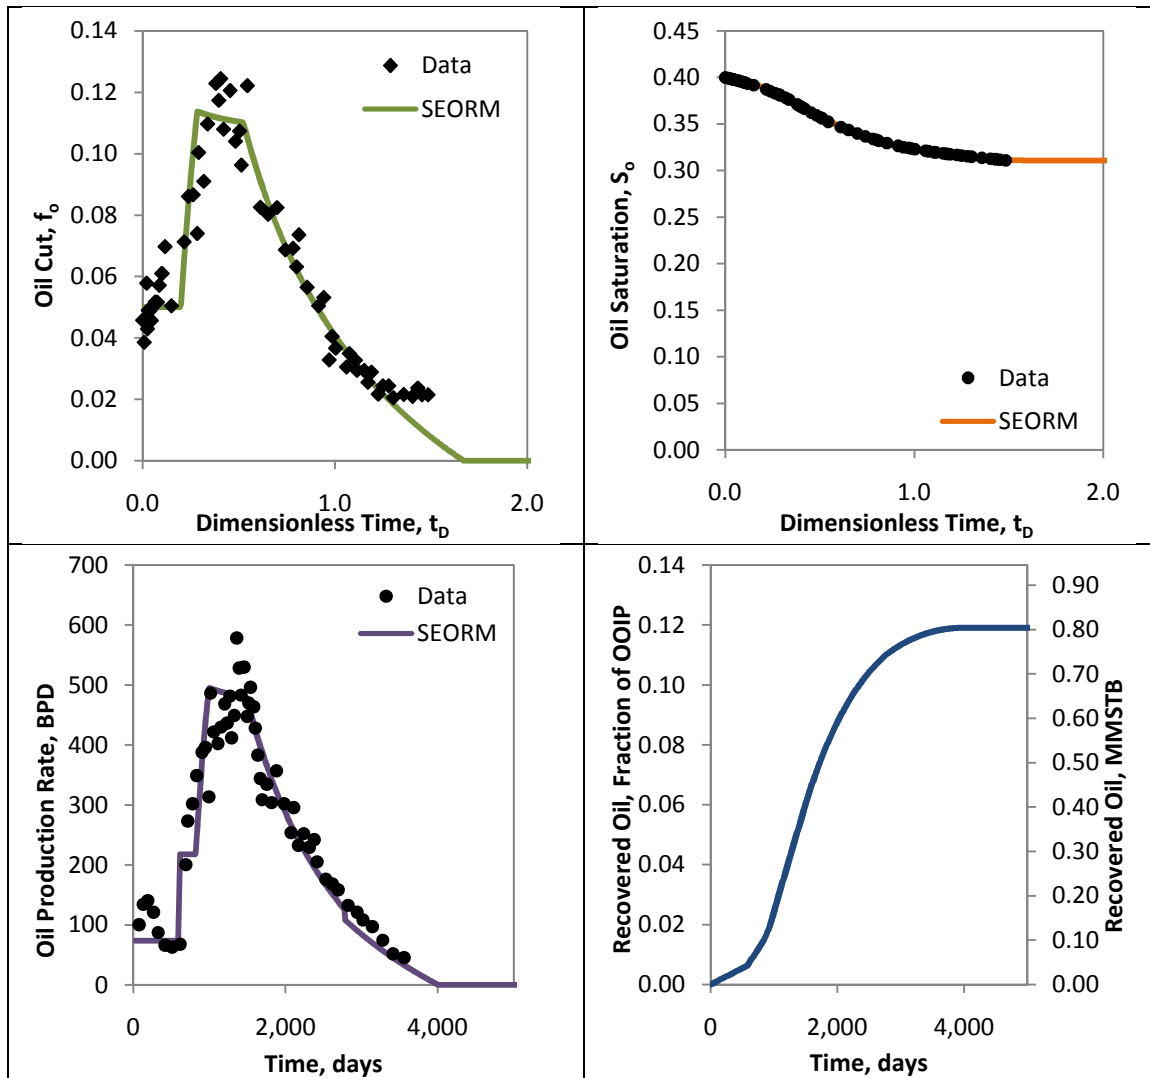 0.14
0.12
0.10
0.08
0.06
0.04
0.02
0.00
Oil Cut, fo
Data
SEORM
0.0 1.0 2.0
Dimensionless Time, tD
0.45
0.40
0.35
0.30
0.25
0.20
0.15
0.10
0.05
0.00
Oil Saturation, So
Data
SEORM
0.0 1.0 2.0
Dimensionless Time, tD
700
600
500
400
300
200
100
0
Oil Production Rate, BPD
Data
SEORM
0 2,000 4,000
Time, days
0.14
0.12
0.10
0.08
0.06
0.04
0.02
0.00
Recovered Oil, Fraction of OOIP
0.90
0.80
0.70
0.60
0.50
0.40
0.30
0.20
0.10
0.00
Recovered Oil, MMSTB
0 2,000 4,000
Time, days